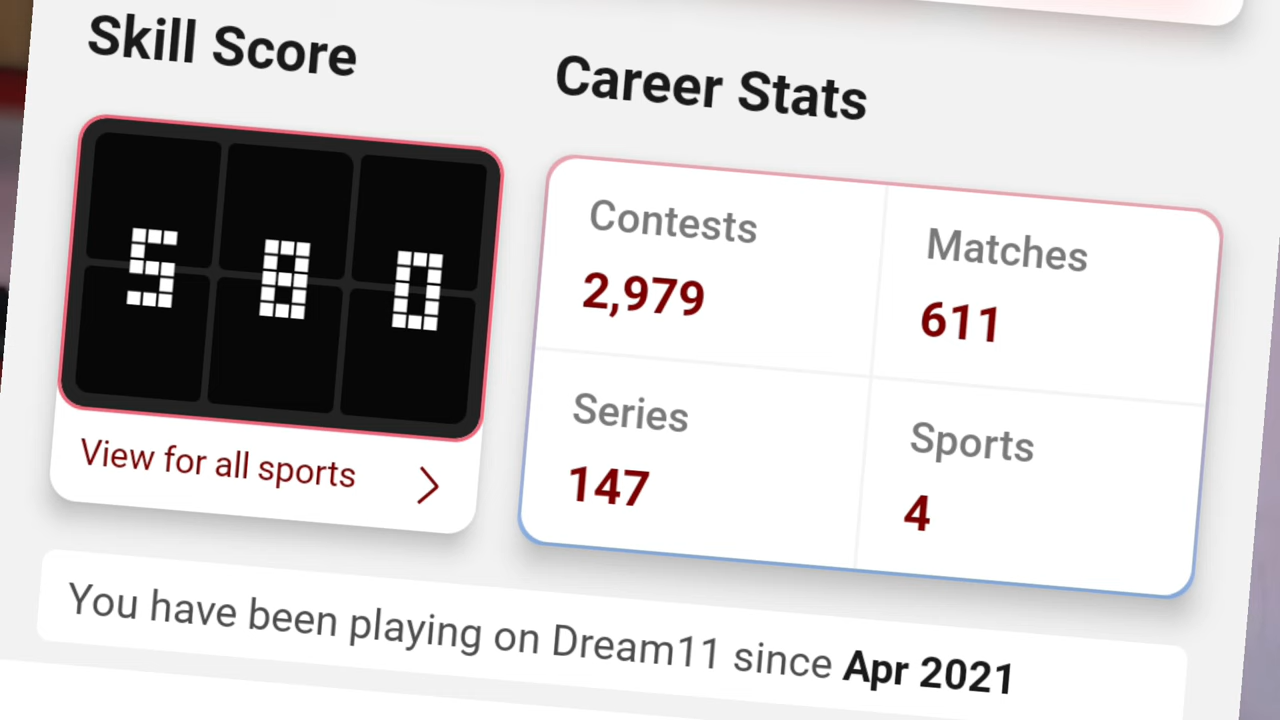 Skill Score
580
View for all sports
Career Stats
Contests
2,979
Matches
611
Series
147
Sports
4
You have been playing on Dream11 since Apr 2021